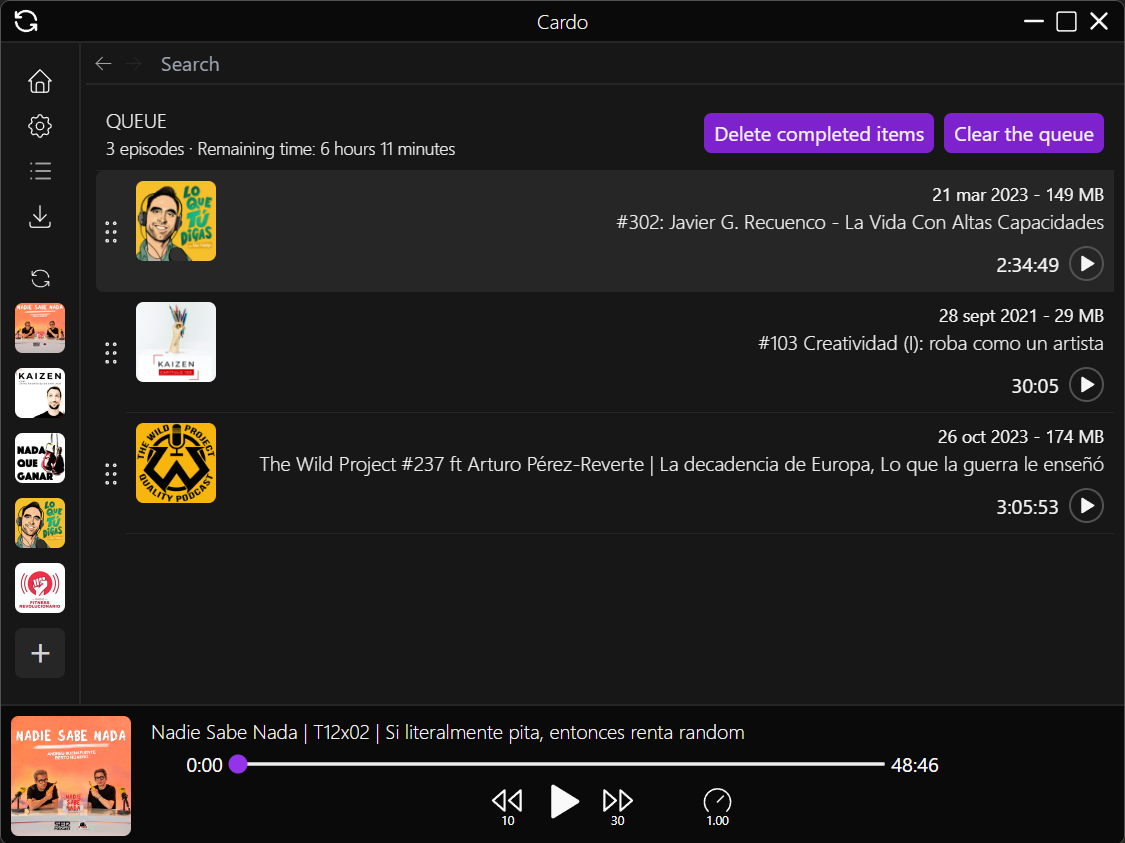 Cardo
Search
QUEUE
3 episodes · Remaining time: 6 hours 11 minutes
Delete completed items
Clear the queue
LO QUE TÚ DIGAS
21 mar 2023 - 149 MB
#302: Javier G. Recuenco - La Vida Con Altas Capacidades
2:34:49
KAIZEN
28 sept 2021 - 29 MB
#103 Creatividad (I): roba como un artista
30:05
THE WILD PROJECT
QUALITY PODCAST
26 oct 2023 - 174 MB
The Wild Project #237 ft Arturo Pérez-Reverte | La decadencia de Europa, Lo que la guerra le enseñó
3:05:53
NADIE SABE NADA
KAIZEN
NADA
QUE
GANAR
LO QUE TÚ DIGAS
FITNESS
REVOLUCIONARIO
NADIE SABE NADA
ANDREU BUENAFUENTE
BERTO ROMERO
Nadie Sabe Nada | T12x02 | Si literalmente pita, entonces renta random
0:00
48:46
10
30
1.00